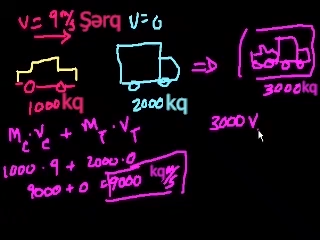 v = 9 m/s Şərq
V = 0
1000 kq
2000 kq
⇒
3000 kq
M_C · V_C + M_T · V_T
1000 · 9 + 2000 · 0
9000 + 0 = 9000 kq m/s
3000 V